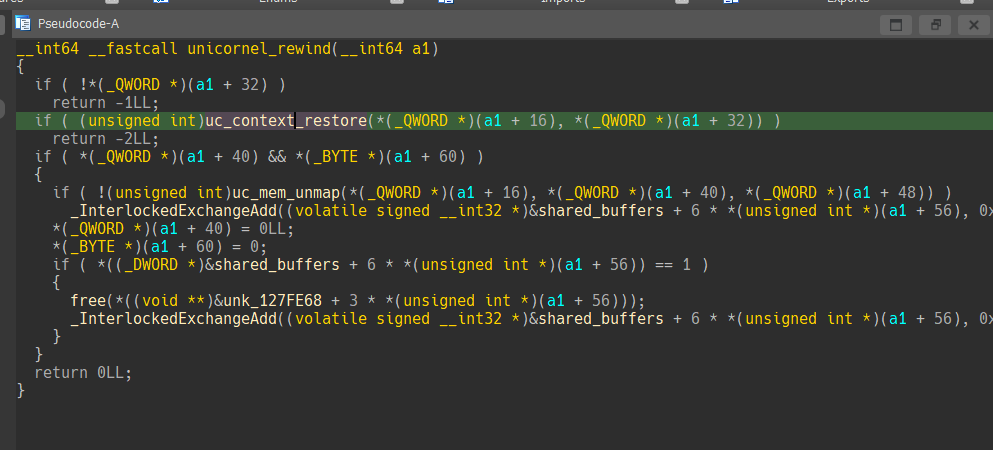 Enums Imports Exports
Pseudocode-A
__int64 __fastcall unicornel_rewind(__int64 a1)
{
if ( !*(_QWORD *)(a1 + 32) )
return -1LL;
if ( (unsigned int)uc_context_restore(*(_QWORD *)(a1 + 16), *(_QWORD *)(a1 + 32)) )
return -2LL;
if ( *(_QWORD *)(a1 + 40) && *(_BYTE *)(a1 + 60) )
{
if ( !(unsigned int)uc_mem_unmap(*(_QWORD *)(a1 + 16), *(_QWORD *)(a1 + 40), *(_QWORD *)(a1 + 48)) )
_InterlockedExchangeAdd((volatile signed __int32 *)&shared_buffers + 6 * *(unsigned int *)(a1 + 56), 0x
*(_QWORD *)(a1 + 40) = 0LL;
*(_BYTE *)(a1 + 60) = 0;
if ( *((_DWORD *)&shared_buffers + 6 * *(unsigned int *)(a1 + 56)) == 1 )
{
free(*((void **)&unk_127FE68 + 3 * *(unsigned int *)(a1 + 56)));
_InterlockedExchangeAdd((volatile signed __int32 *)&shared_buffers + 6 * *(unsigned int *)(a1 + 56), 0x
}
}
return 0LL;
}